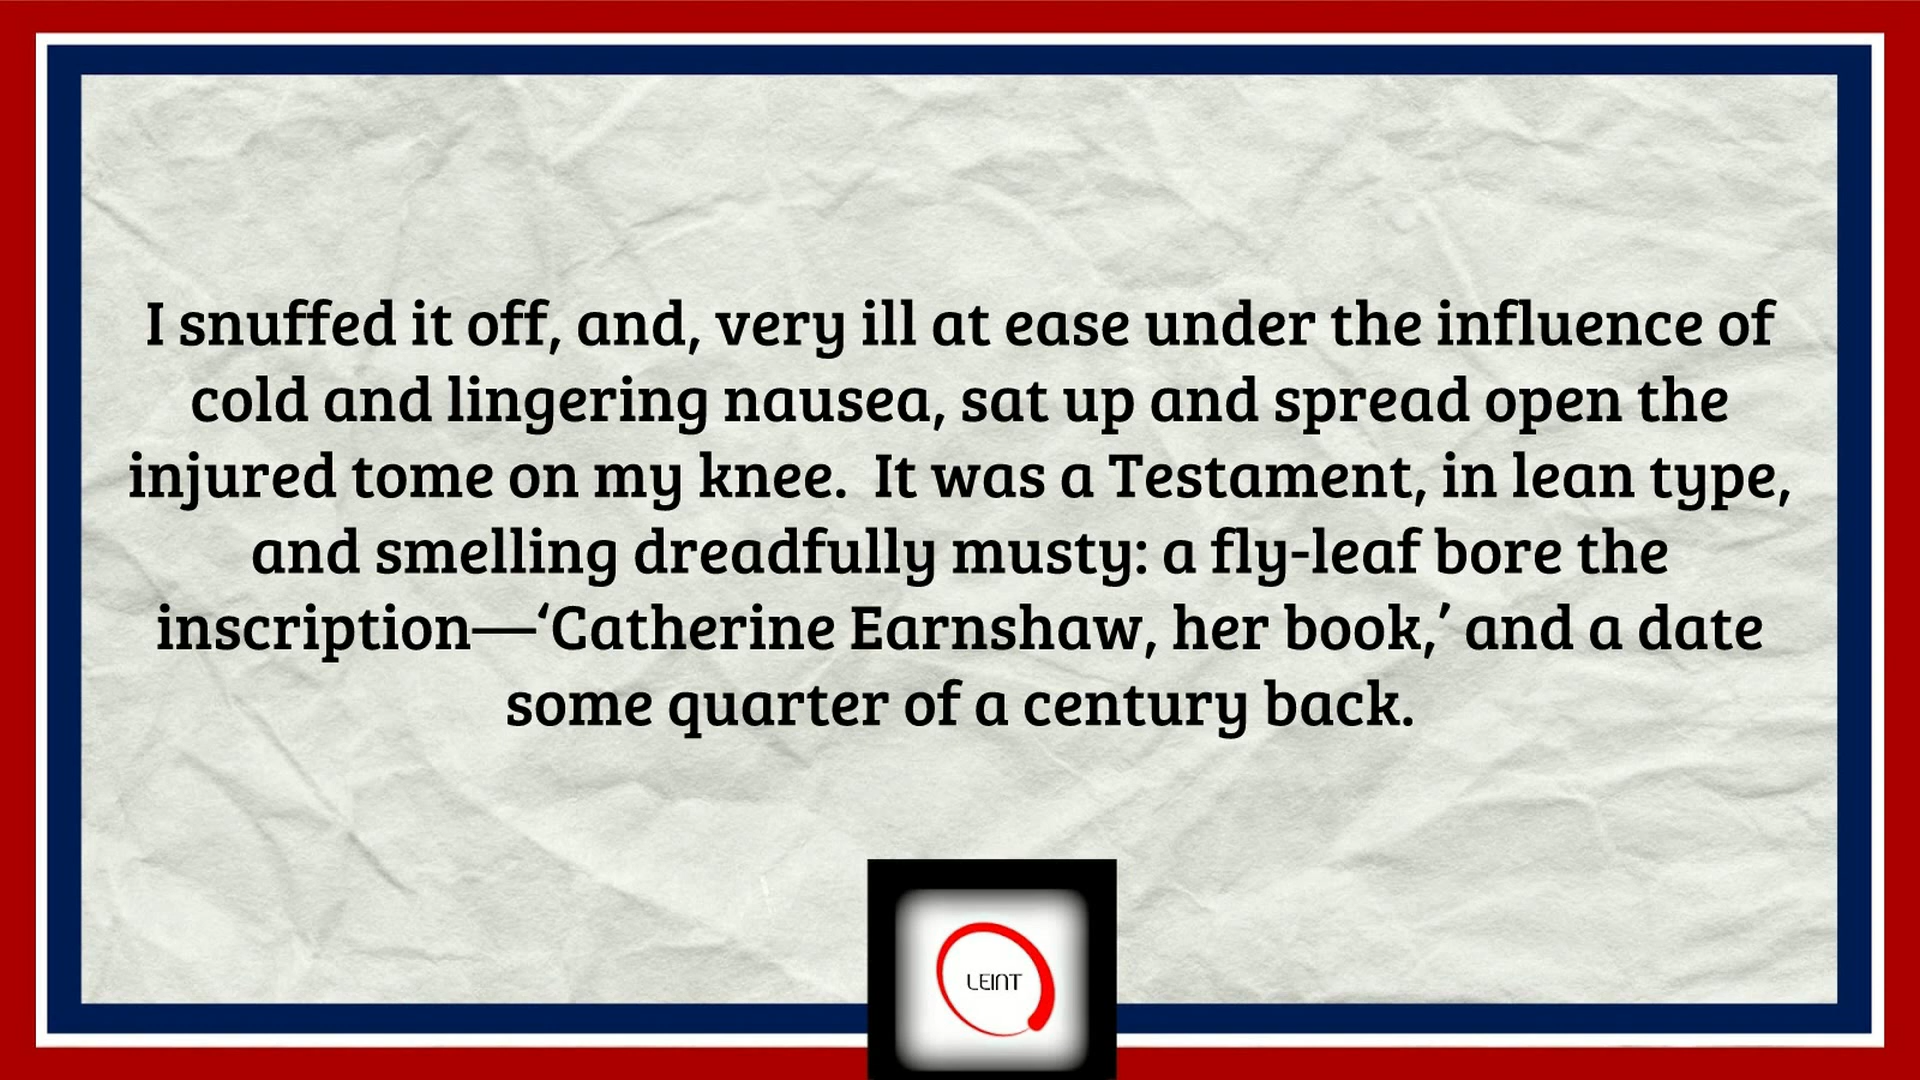 I snuffed it off, and, very ill at ease under the influence of
cold and lingering nausea, sat up and spread open the
injured tome on my knee.  It was a Testament, in lean type,
and smelling dreadfully musty: a fly-leaf bore the
inscription—‘Catherine Earnshaw, her book,’ and a date
some quarter of a century back.
LEINT